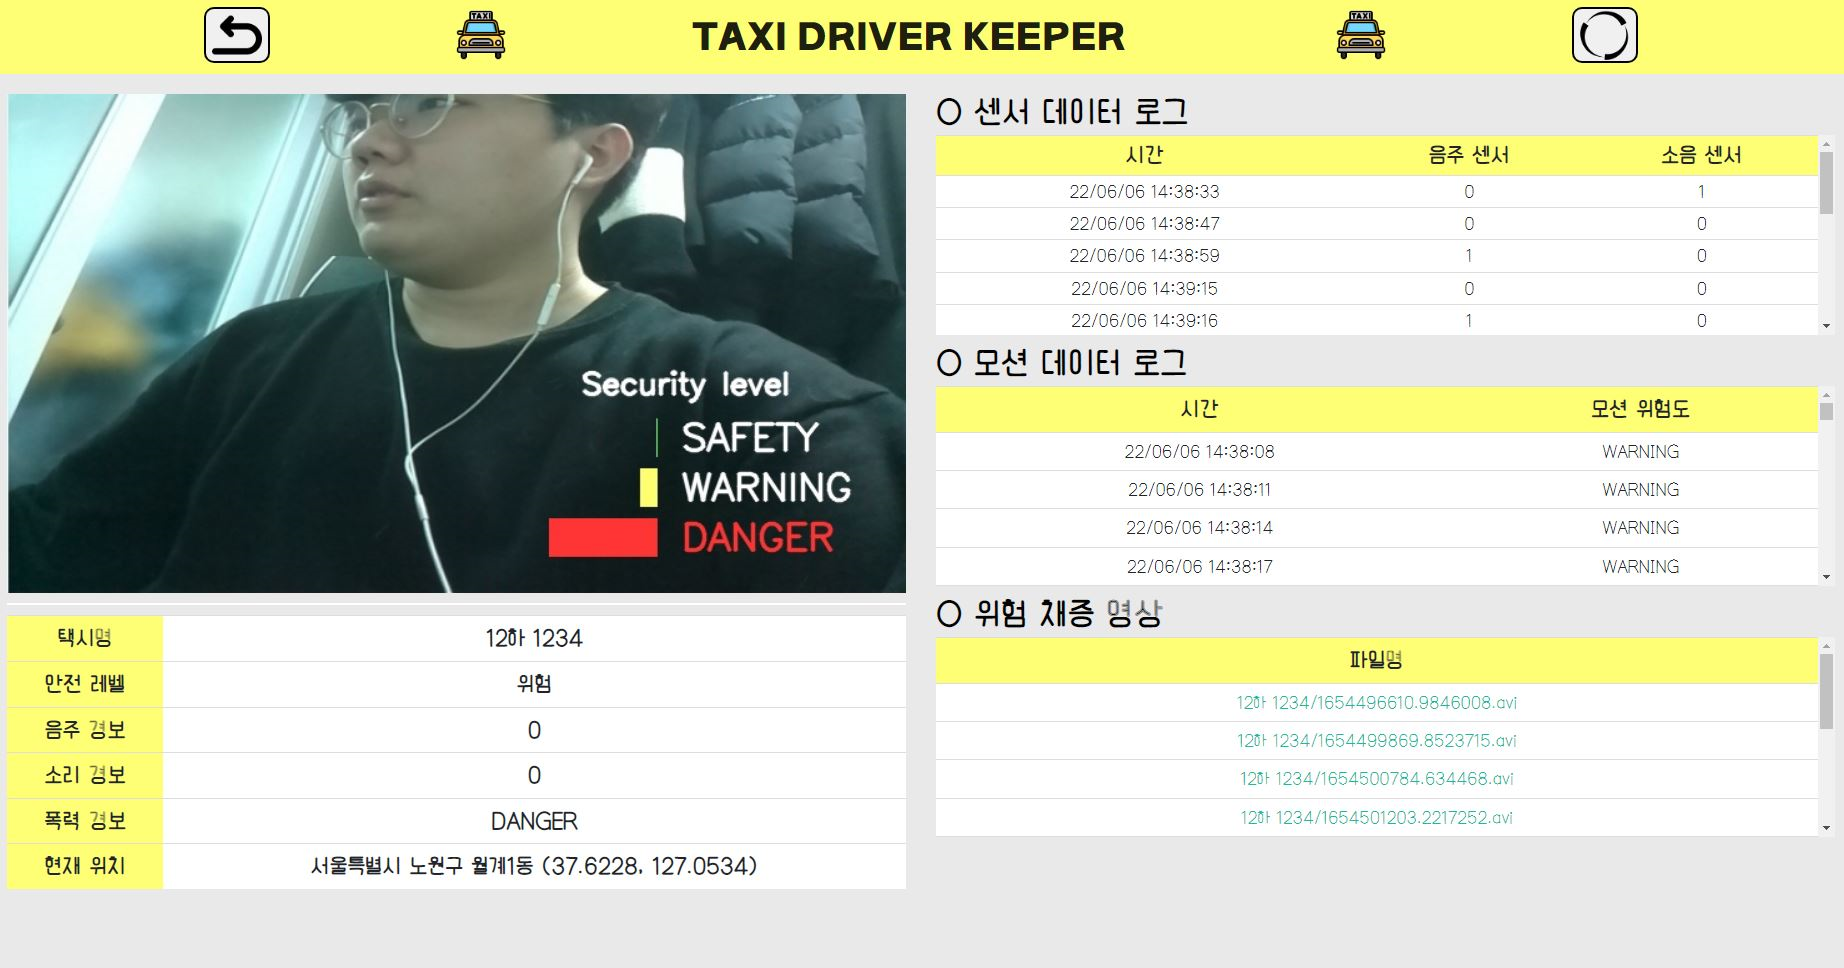 TAXI DRIVER KEEPER
TAXI
TAXI
Security level
SAFETY
WARNING
DANGER
택시명 12하 1234
안전 레벨 위험
음주 경보 0
소리 경보 0
폭력 경보 DANGER
현재 위치 서울특별시 노원구 월계1동 (37.6228, 127.0534)
○ 센서 데이터 로그
시간 음주 센서 소음 센서
22/06/06 14:38:33 0 1
22/06/06 14:38:47 0 0
22/06/06 14:38:59 1 0
22/06/06 14:39:15 0 0
22/06/06 14:39:16 1 0
○ 모션 데이터 로그
시간 모션 위험도
22/06/06 14:38:08 WARNING
22/06/06 14:38:11 WARNING
22/06/06 14:38:14 WARNING
22/06/06 14:38:17 WARNING
○ 위험 채증 영상
파일명
12하 1234/1654496610.9846008.avi
12하 1234/1654499869.8523715.avi
12하 1234/1654500784.634468.avi
12하 1234/1654501203.2217252.avi